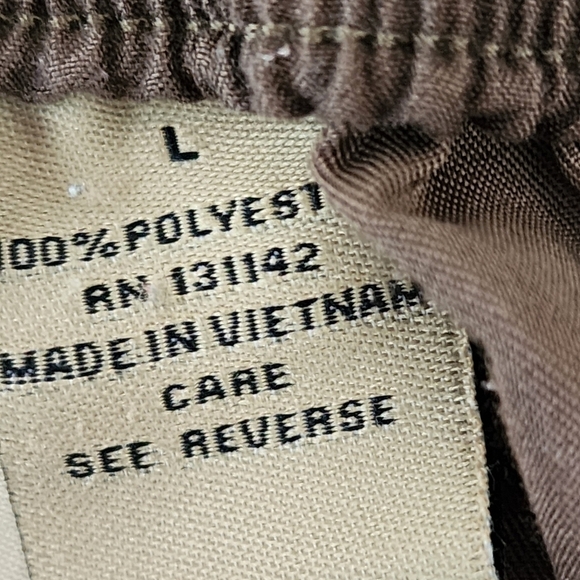 L
100% POLYEST
RN 131142
MADE IN VIETNAM
CARE
SEE REVERSE